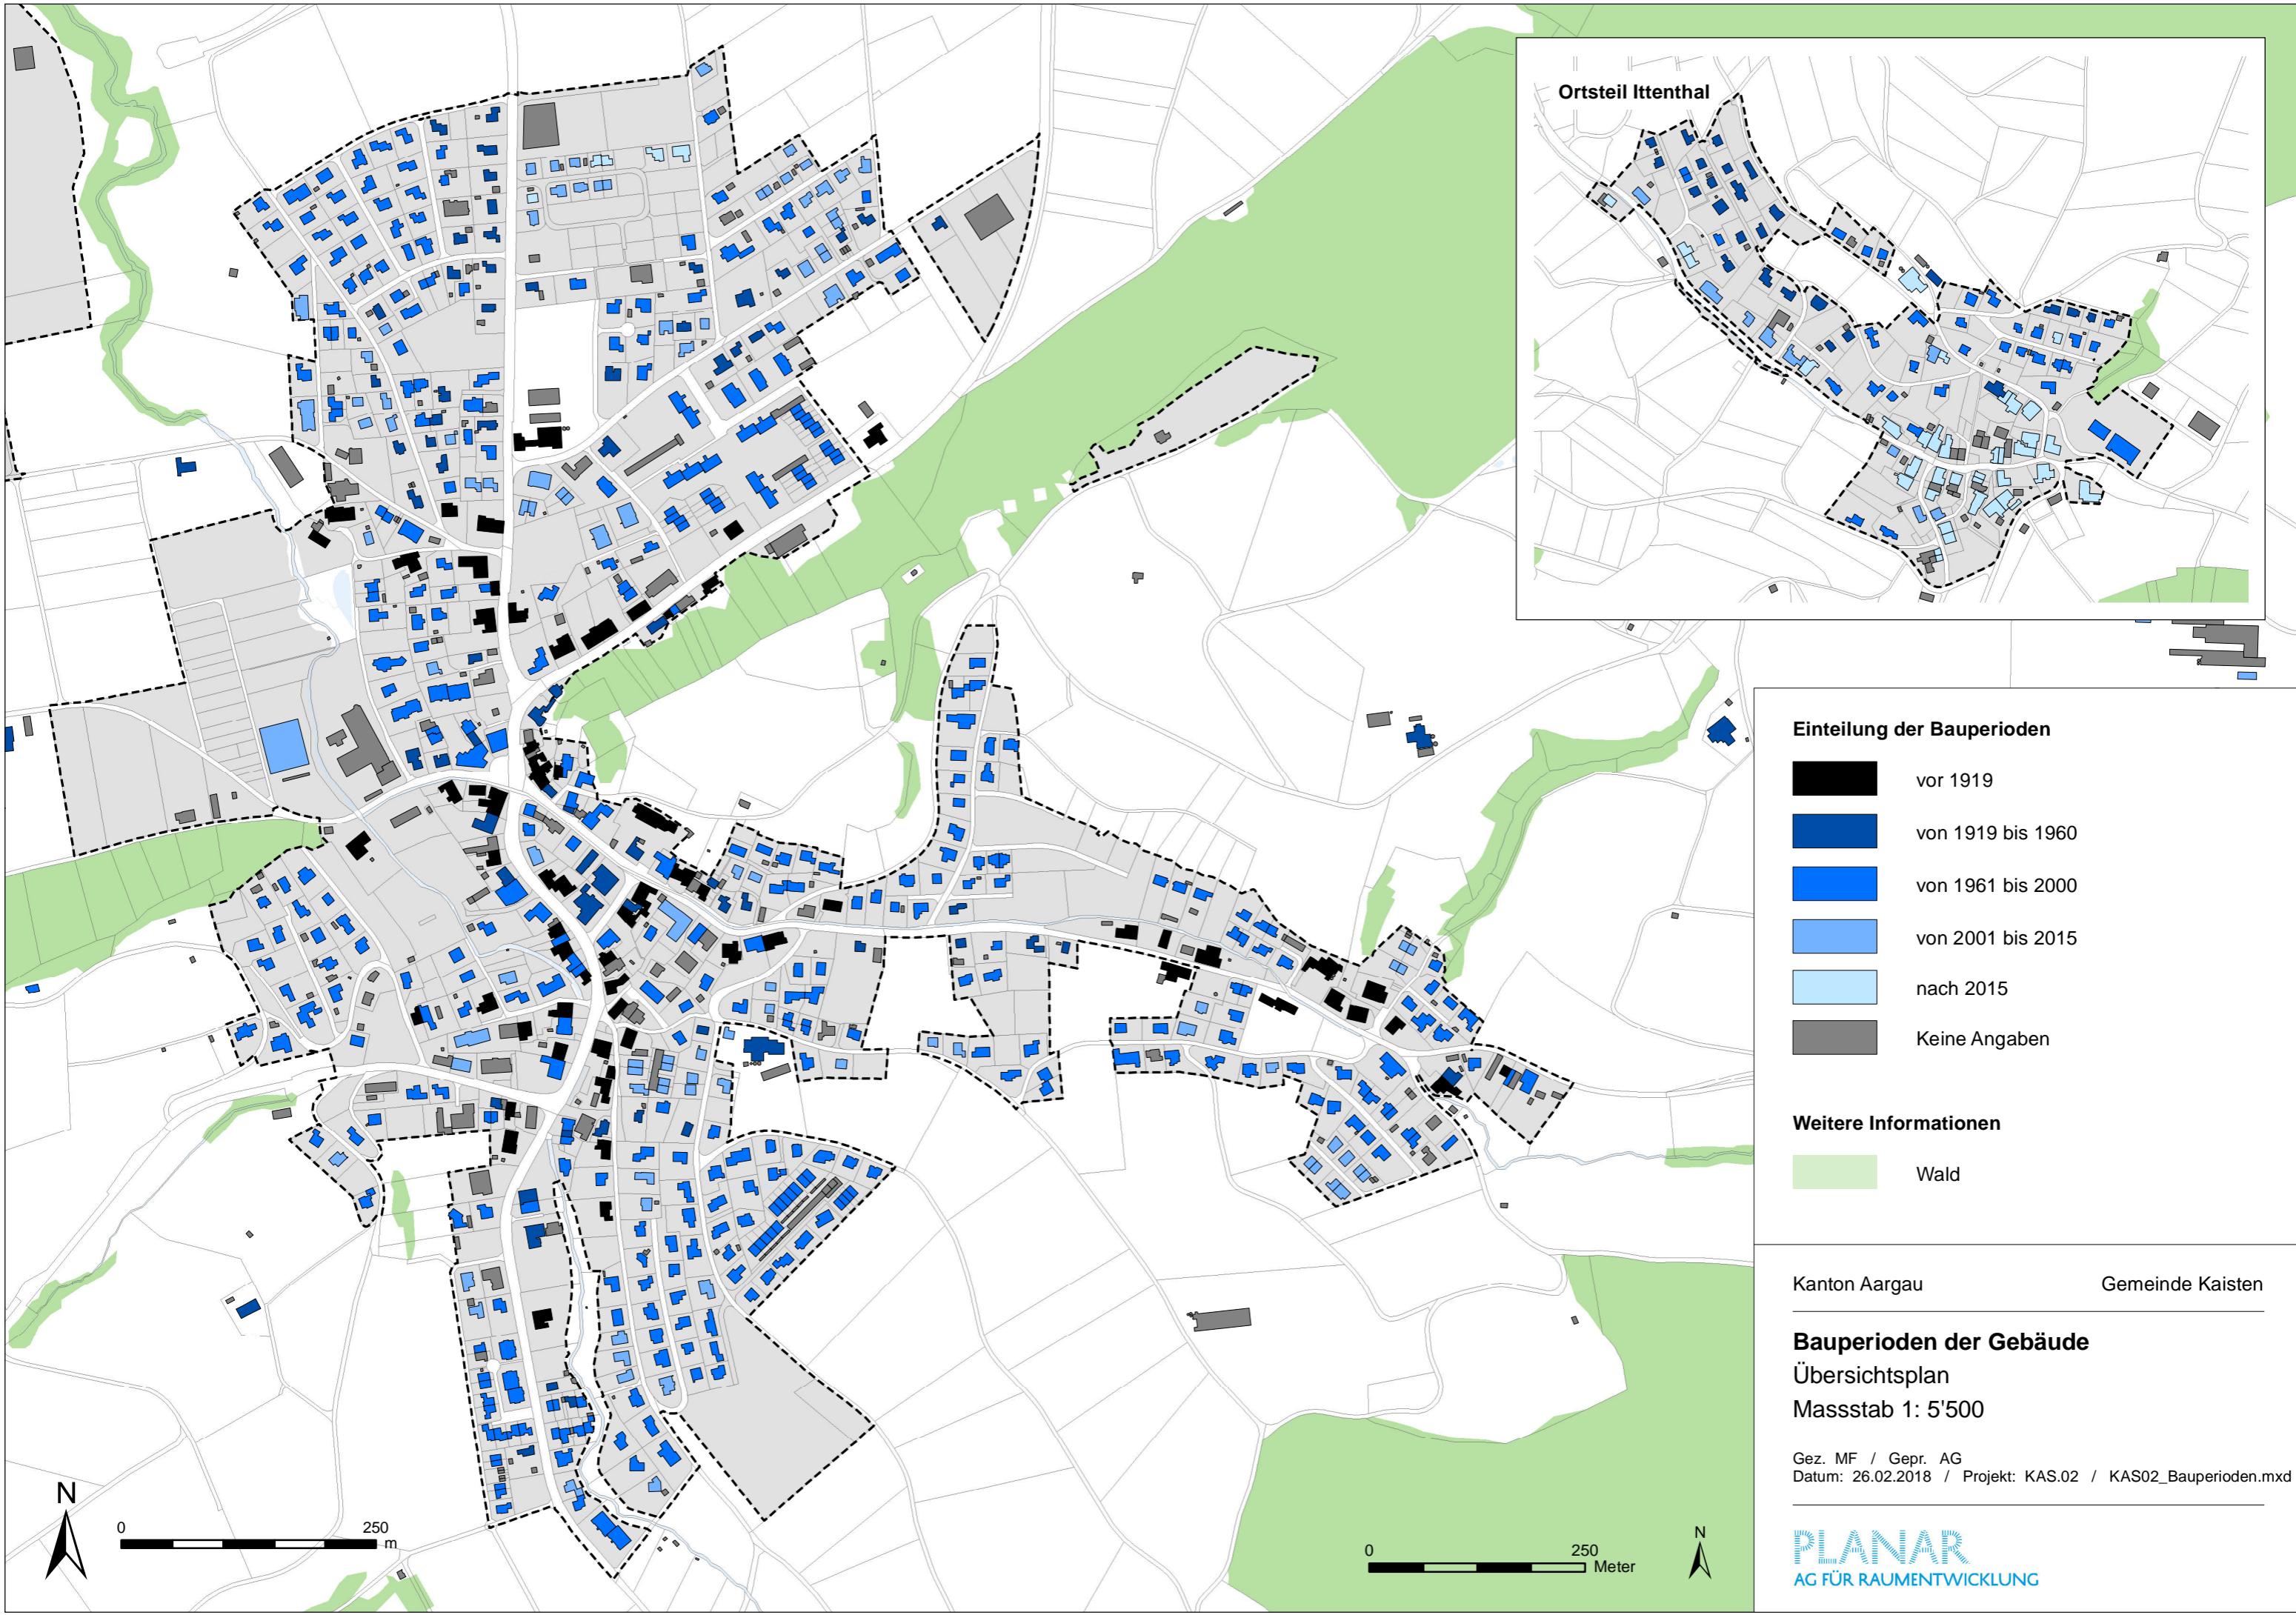 Ortsteil Ittenthal
Einteilung der Bauperioden
vor 1919
von 1919 bis 1960
von 1961 bis 2000
von 2001 bis 2015
nach 2015
Keine Angaben
Weitere Informationen
Wald
Kanton Aargau Gemeinde Kaisten
Bauperioden der Gebäude
Übersichtsplan
Massstab 1: 5'500
Gez. MF / Gepr. AG
Datum: 26.02.2018 / Projekt: KAS.02 / KAS02_Bauperioden.mxd
PLANAR
AG FÜR RAUMENTWICKLUNG
N
0 250
m
N
0 250
Meter